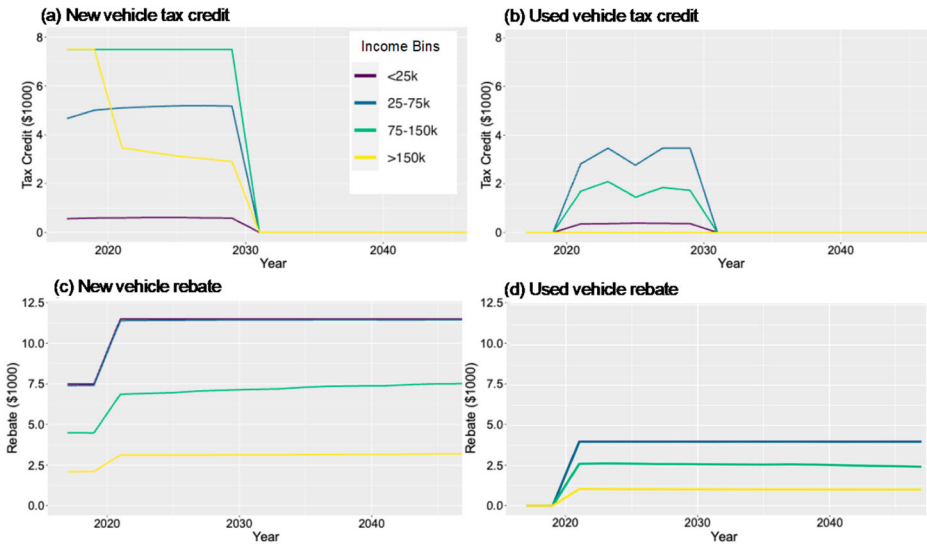 (a) New vehicle tax credit
8
6
4
2
0
Tax Credit ($1000)
Income Bins
<25k
25-75k
75-150k
>150k
2020
2030
2040
Year
(b) Used vehicle tax credit
8
6
4
2
0
Tax Credit ($1000)
2020
2030
2040
Year
(c) New vehicle rebate
12.5
10.0
7.5
5.0
2.5
0.0
Rebate ($1000)
2020
2030
2040
Year
(d) Used vehicle rebate
12.5
10.0
7.5
5.0
2.5
0.0
Rebate ($1000)
2020
2030
2040
Year